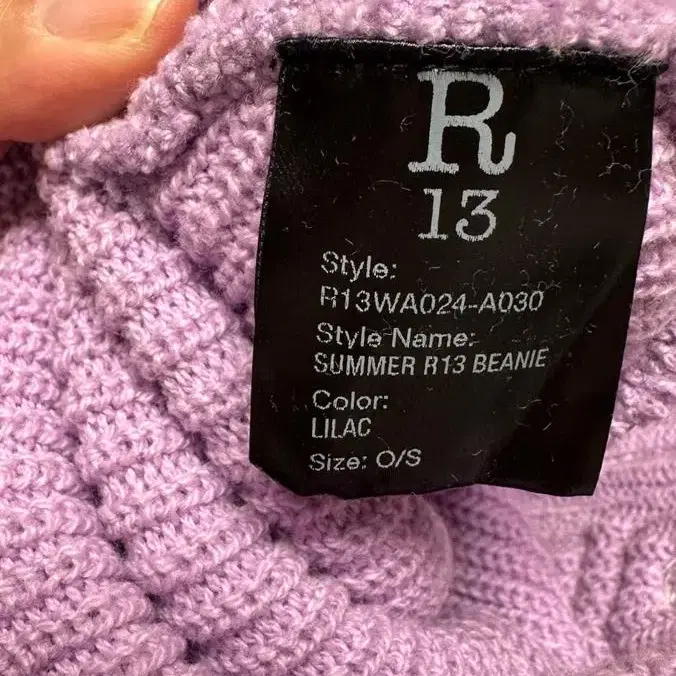 R
13
Style:
R13WA024-A030
Style Name:
SUMMER R13 BEANIE
Color:
LILAC
Size: O/S